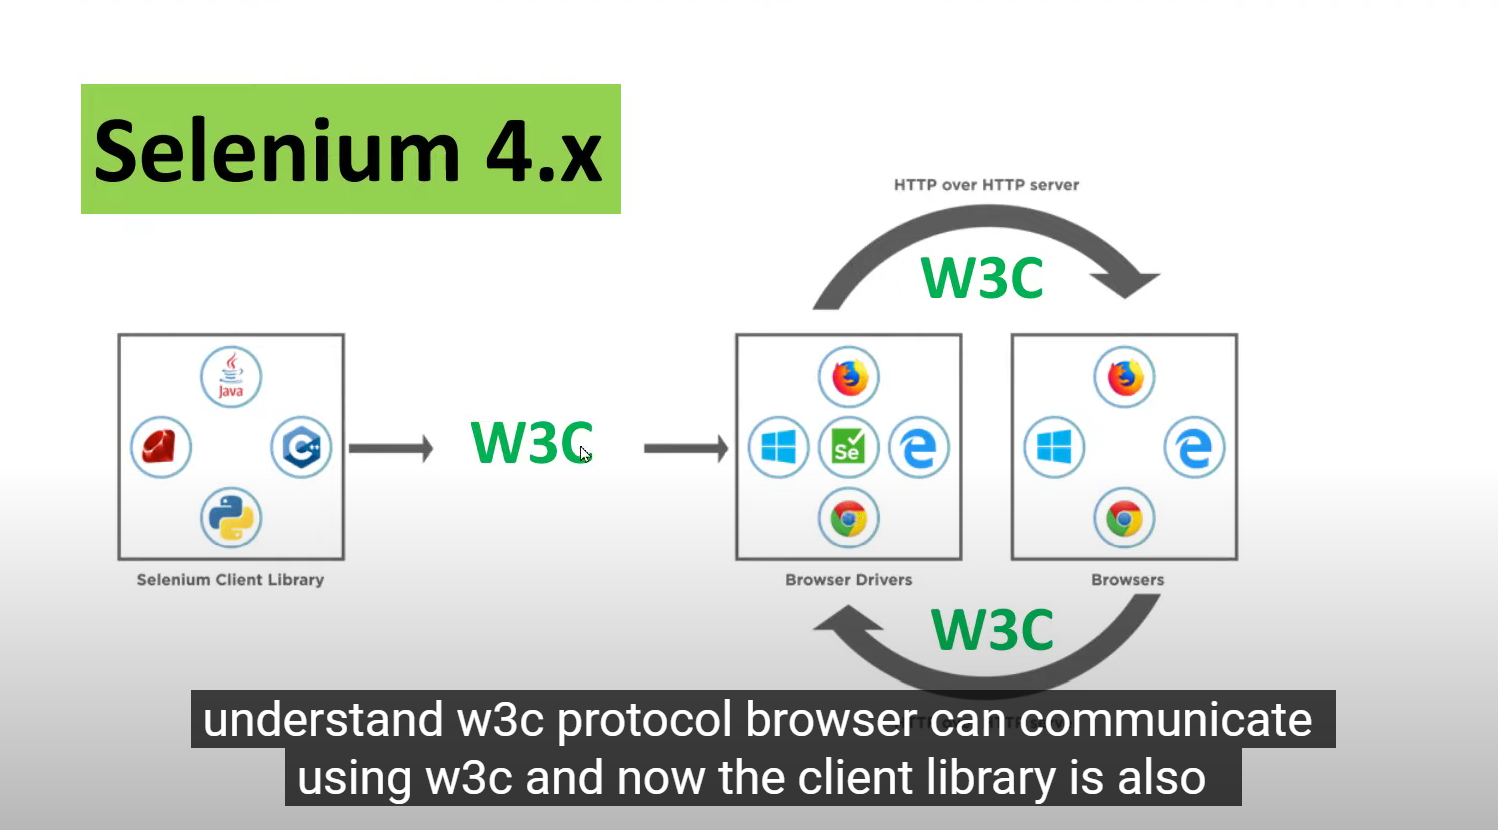 Selenium 4.x
HTTP over HTTP server
W3C
Java
W3C
Se
Selenium Client Library
Browser Drivers
Browsers
W3C
understand w3c protocol browser can communicate
using w3c and now the client library is also